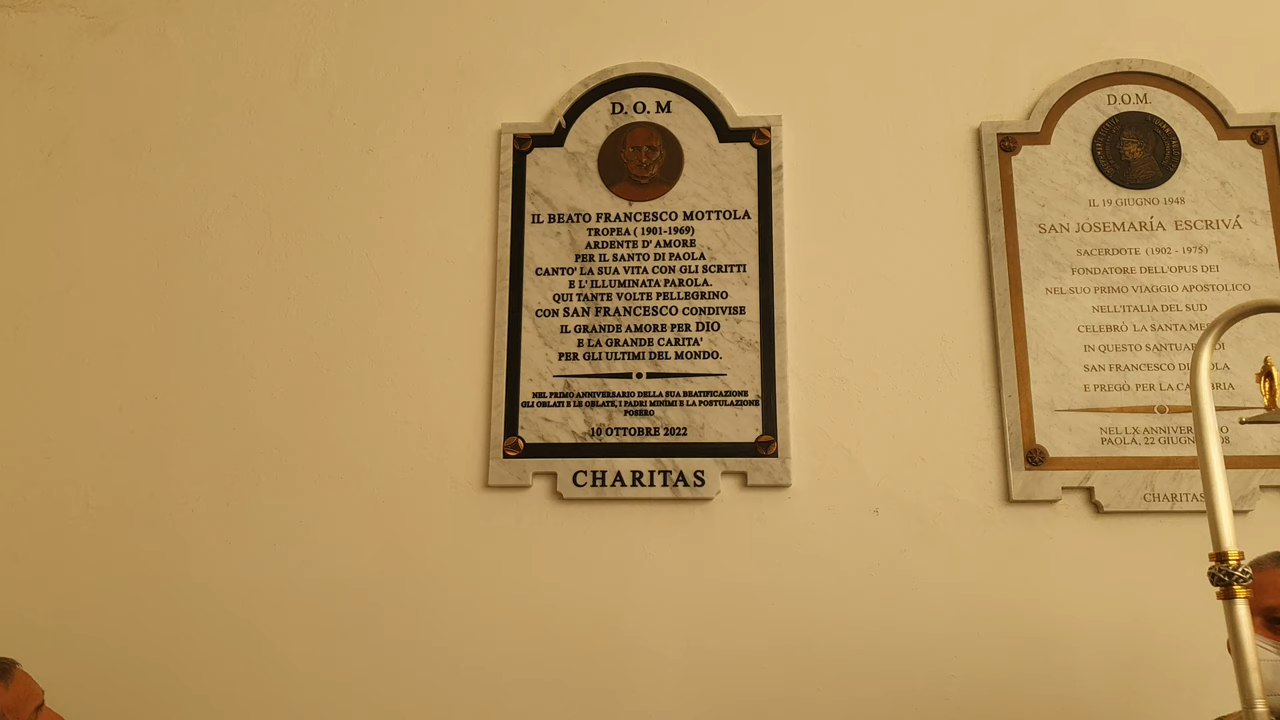 D. O. M
IL BEATO FRANCESCO MOTTOLA
TROPEA ( 1901-1969)
ARDENTE D' AMORE
PER IL SANTO DI PAOLA
CANTO' LA SUA VITA CON GLI SCRITTI
E L' ILLUMINATA PAROLA.
QUI TANTE VOLTE PELLEGRINO
CON SAN FRANCESCO CONDIVISE
IL GRANDE AMORE PER DIO
E LA GRANDE CARITA'
PER GLI ULTIMI DEL MONDO.
NEL PRIMO ANNIVERSARIO DELLA SUA BEATIFICAZIONE
GLI OBLATI E LE OBLATE, I PADRI MINIMI E LA POSTULAZIONE
POSERO
10 OTTOBRE 2022
CHARITAS
D.O.M.
IL 19 GIUGNO 1948
SAN JOSEMARÍA ESCRIVÁ
SACERDOTE (1902 - 1975)
FONDATORE DELL'OPUS DEI
NEL SUO PRIMO VIAGGIO APOSTOLICO
NELL'ITALIA DEL SUD
CELEBRÒ LA SANTA
IN QUESTO
SAN FRANCESCO DI
E PREGÒ PER LA
NEL LX
PAOLA, 22
CHARITAS